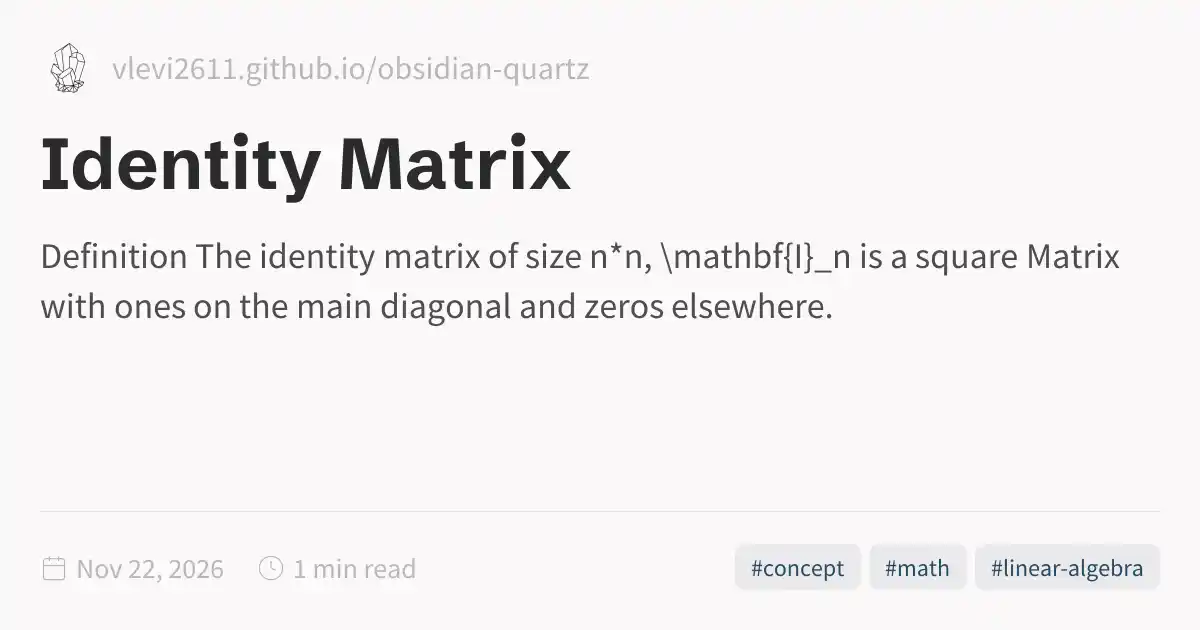 vlevi2611.github.io/obsidian-quartz
Identity Matrix
Definition The identity matrix of size n*n, \mathbf{I}_n is a square Matrix
with ones on the main diagonal and zeros elsewhere.
Nov 22, 2026 1 min read #concept #math #linear-algebra